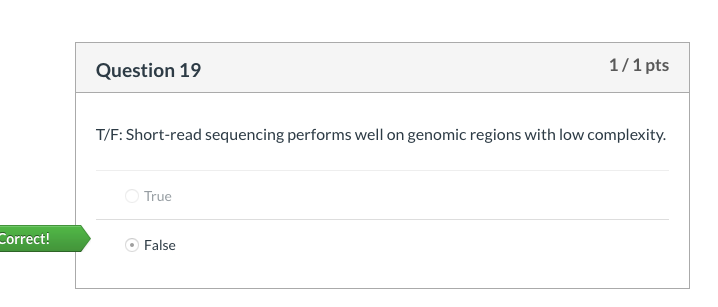 Question 19
1 / 1 pts
T/F: Short-read sequencing performs well on genomic regions with low complexity.
True
Correct!
False